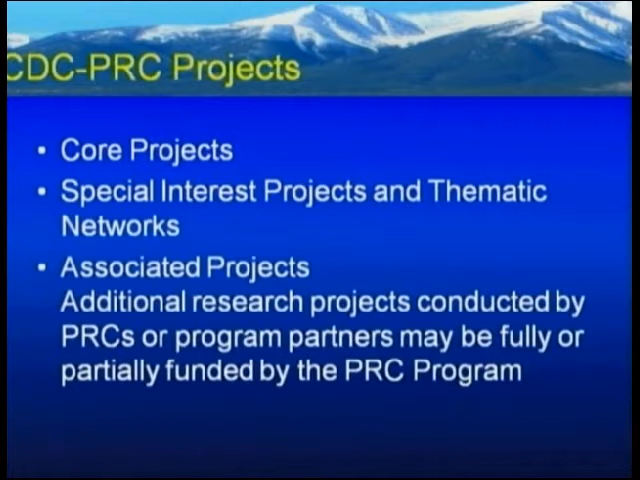 CDC-PRC Projects
• Core Projects
• Special Interest Projects and Thematic
Networks
• Associated Projects
Additional research projects conducted by
PRCs or program partners may be fully or
partially funded by the PRC Program